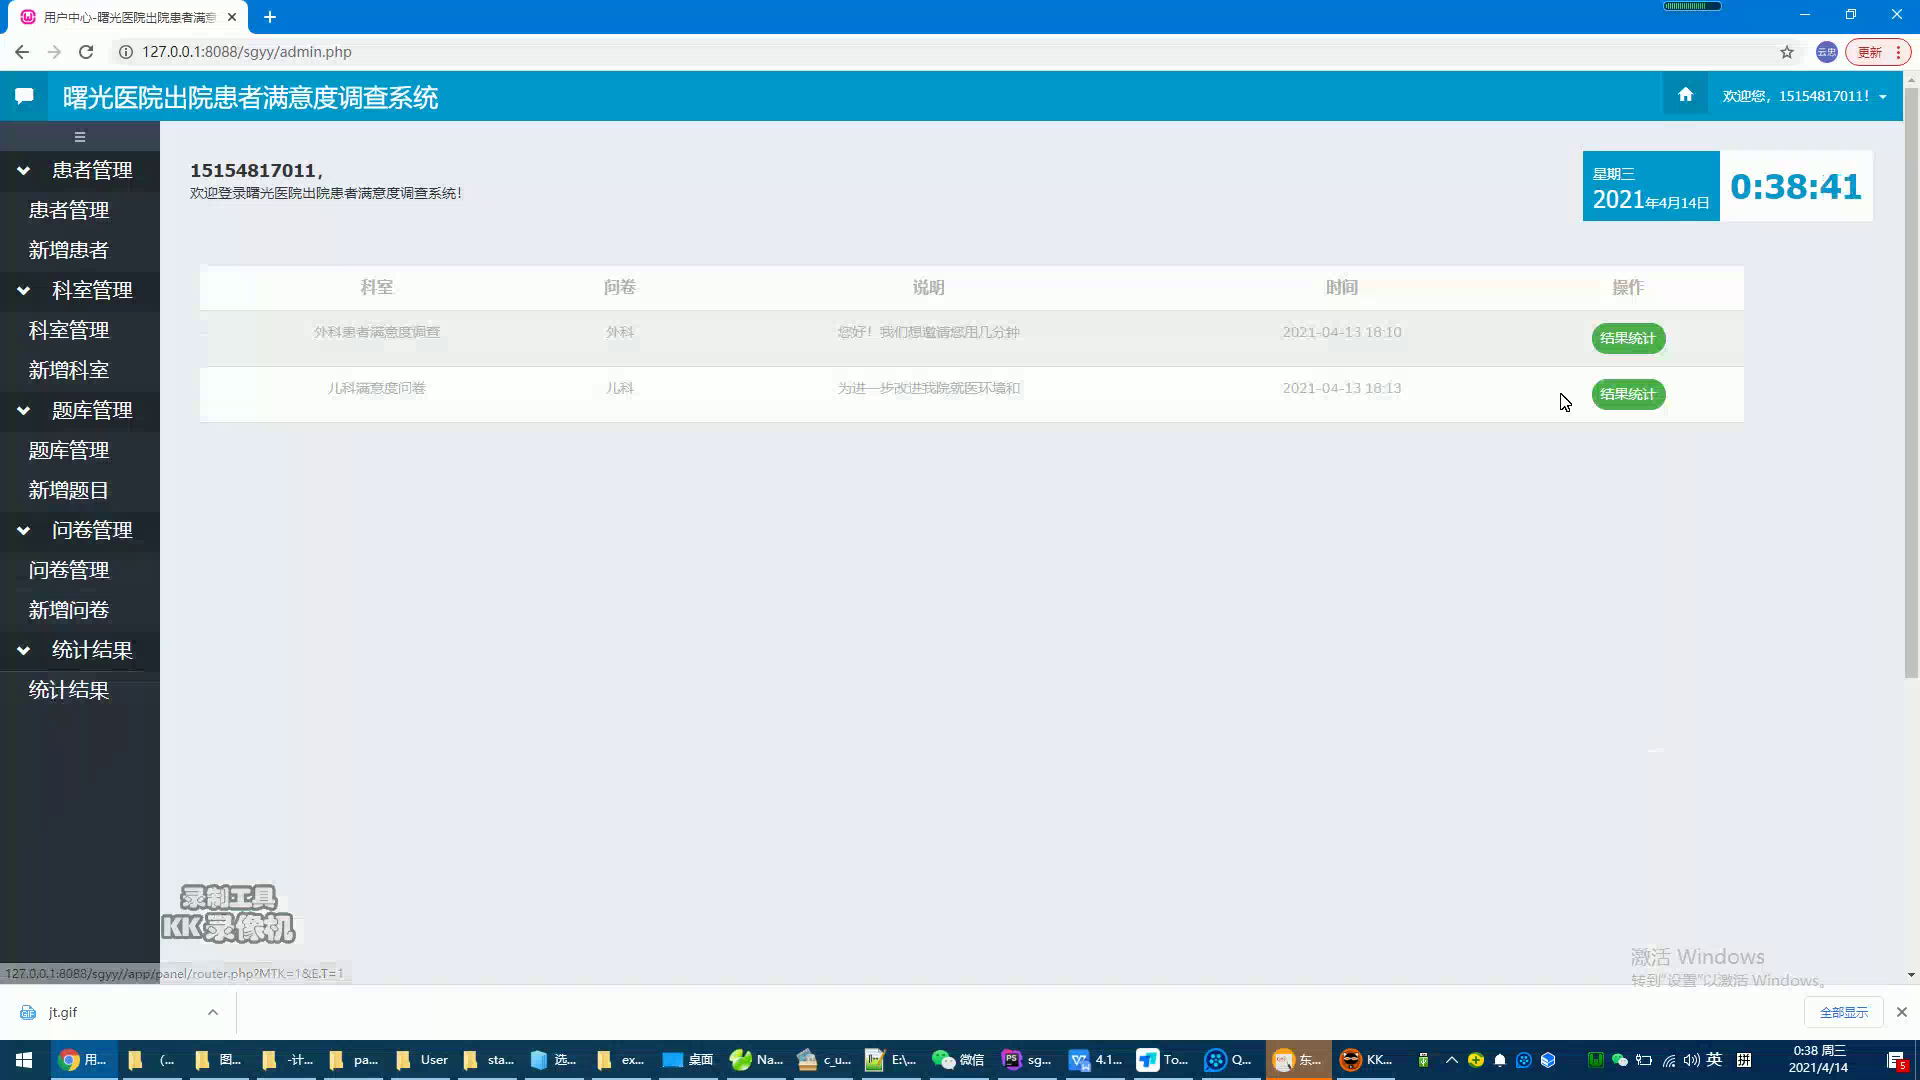 用户中心-曙光医院出院患者满意
127.0.0.1:8088/sgyy/admin.php
云忠
更新
曙光医院出院患者满意度调查系统
欢迎您，15154817011！
患者管理
患者管理
新增患者
科室管理
科室管理
新增科室
题库管理
题库管理
新增题目
问卷管理
问卷管理
新增问卷
统计结果
统计结果
15154817011，
欢迎登录曙光医院出院患者满意度调查系统！
星期三
2021年4月14日
0:38:41
科室 问卷 说明 时间 操作
外科患者满意度调查 外科 您好！我们想邀请您用几分钟 2021-04-13 18:10 结果统计
儿科满意度问卷 儿科 为进一步改进我院就医环境和 2021-04-13 18:13 结果统计
录制工具
KK录像机
激活 Windows
转到"设置"以激活 Windows。
127.0.0.1:8088/sgyy//app/panel/router.php?MTK=1&E.T=1
jt.gif
全部显示
用... (... 图... -计... pa... User sta... 选... ex... 桌面 Na... c_u... E:\... 微信 sg... 4.1... To... Q... 东... KK... 英 拼
0:38 周三
2021/4/14
5